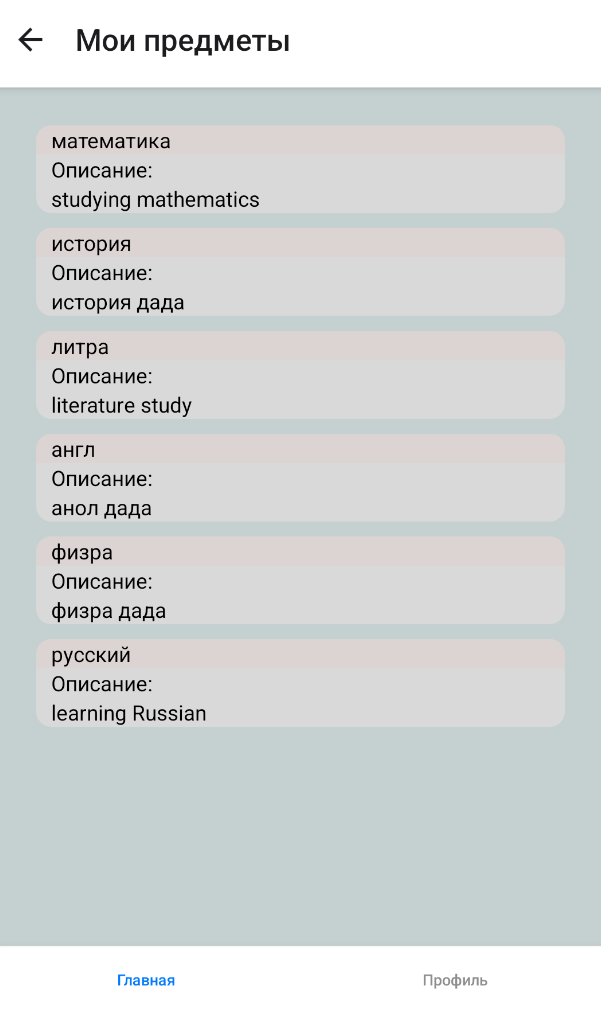 Мои предметы
математика
Описание:
studying mathematics
история
Описание:
история дада
литра
Описание:
literature study
англ
Описание:
анол дада
физра
Описание:
физра дада
русский
Описание:
learning Russian
Главная
Профиль